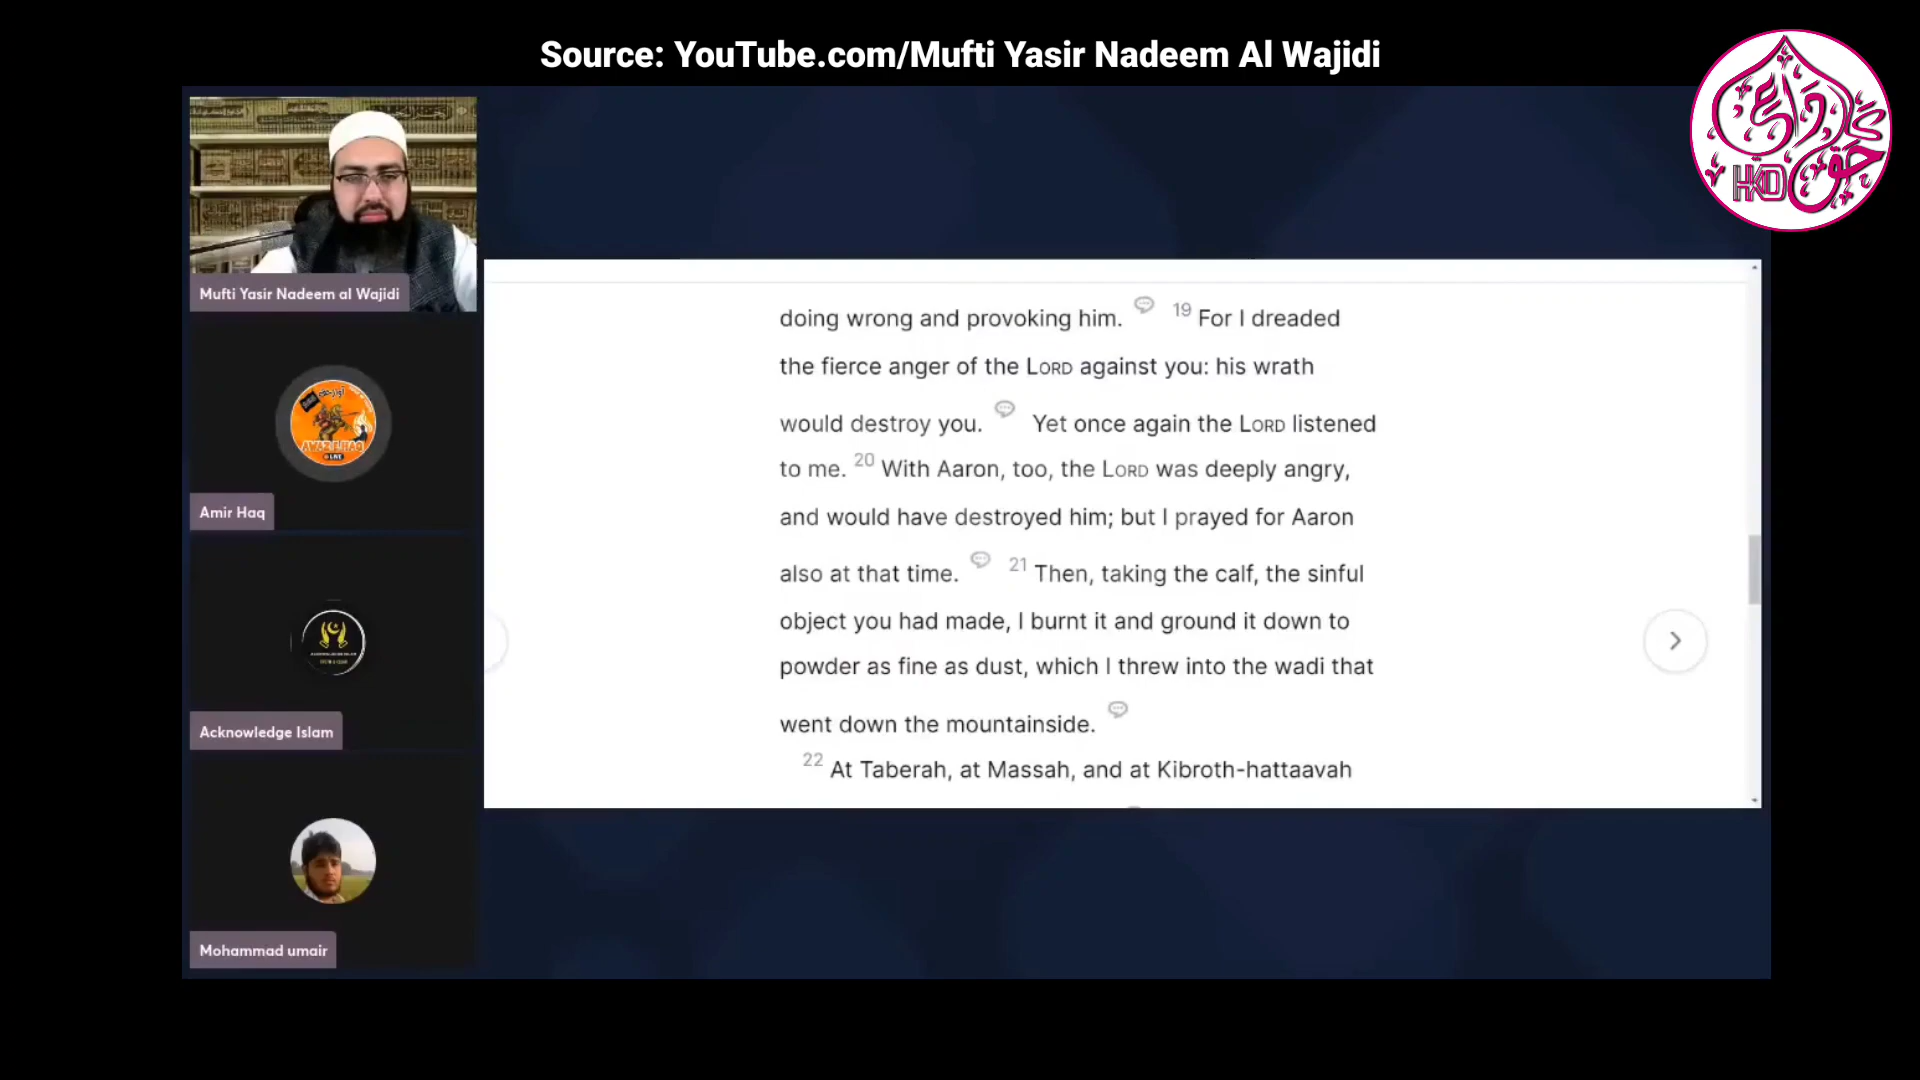 Source: YouTube.com/Mufti Yasir Nadeem Al Wajidi
HKD
Mufti Yasir Nadeem al Wajidi
AWAZ E HAQ
LIVE
Amir Haq
Acknowledge Islam
Mohammad umair
doing wrong and provoking him. 19 For I dreaded
the fierce anger of the LORD against you: his wrath
would destroy you. Yet once again the LORD listened
to me. 20 With Aaron, too, the LORD was deeply angry,
and would have destroyed him; but I prayed for Aaron
also at that time. 21 Then, taking the calf, the sinful
object you had made, I burnt it and ground it down to
powder as fine as dust, which I threw into the wadi that
went down the mountainside.
22 At Taberah, at Massah, and at Kibroth-hattaavah